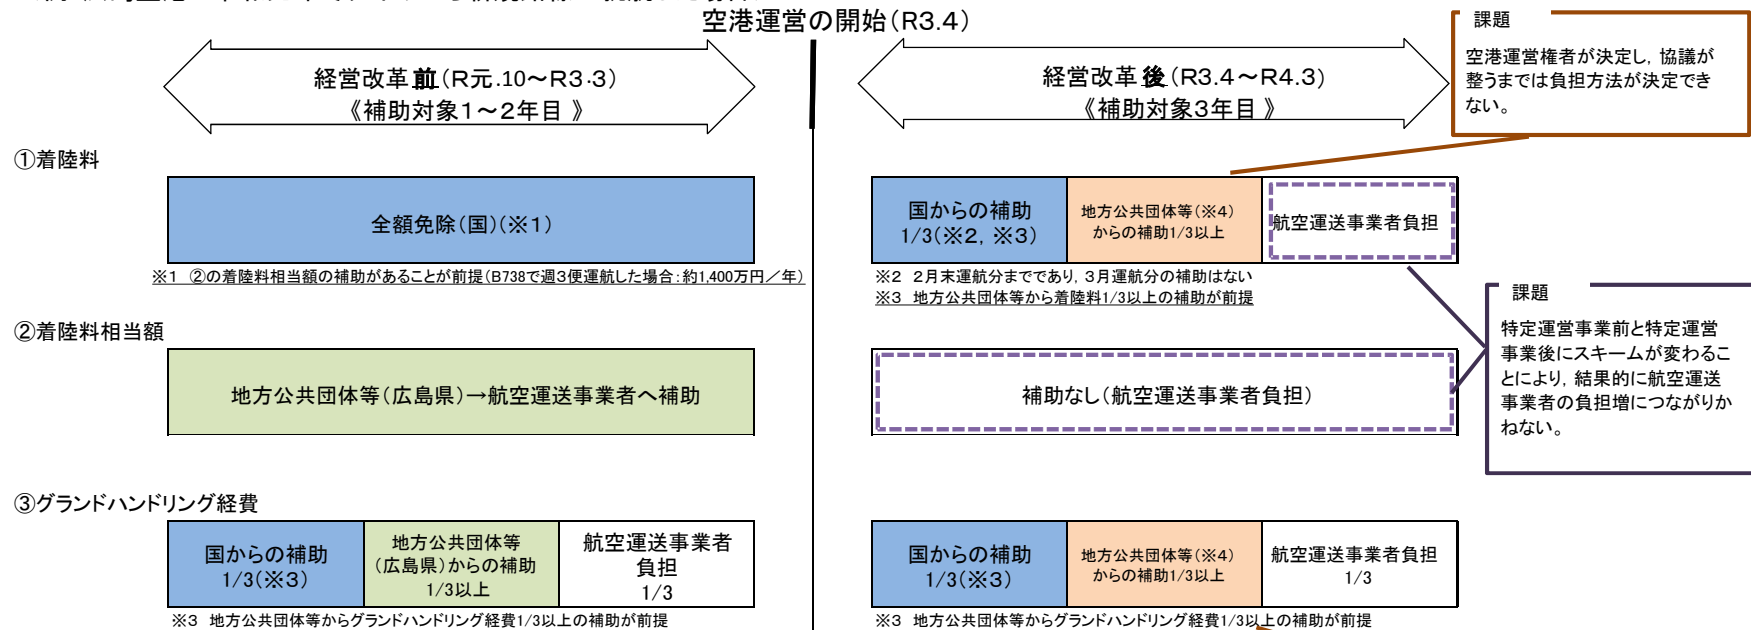 空港運営の開始(R3.4)
課題
空港運営権者が決定し,協議が
整うまでは負担方法が決定でき
ない。
経営改革前(R元.10～R3.3)
《補助対象1～2年目 》
経営改革後(R3.4～R4.3)
《補助対象3年目 》
①着陸料
全額免除(国)(※1)
国からの補助
1/3(※2, ※3)
地方公共団体等(※4)
からの補助1/3以上
航空運送事業者負担
※1 ②の着陸料相当額の補助があることが前提(B738で週3便運航した場合:約1,400万円/年)
※2 2月末運航分までであり, 3月運航分の補助はない
※3 地方公共団体等から着陸料1/3以上の補助が前提
課題
特定運営事業前と特定運営
事業後にスキームが変わるこ
とにより, 結果的に航空運送
事業者の負担増につながりか
ねない。
②着陸料相当額
地方公共団体等(広島県)→航空運送事業者へ補助
補助なし(航空運送事業者負担)
③グランドハンドリング経費
国からの補助
1/3(※3)
地方公共団体等
(広島県)からの補助
1/3以上
航空運送事業者
負担
1/3
国からの補助
1/3(※3)
地方公共団体等(※4)
からの補助1/3以上
航空運送事業者負担
1/3
※3 地方公共団体等からグランドハンドリング経費1/3以上の補助が前提
※3 地方公共団体等からグランドハンドリング経費1/3以上の補助が前提